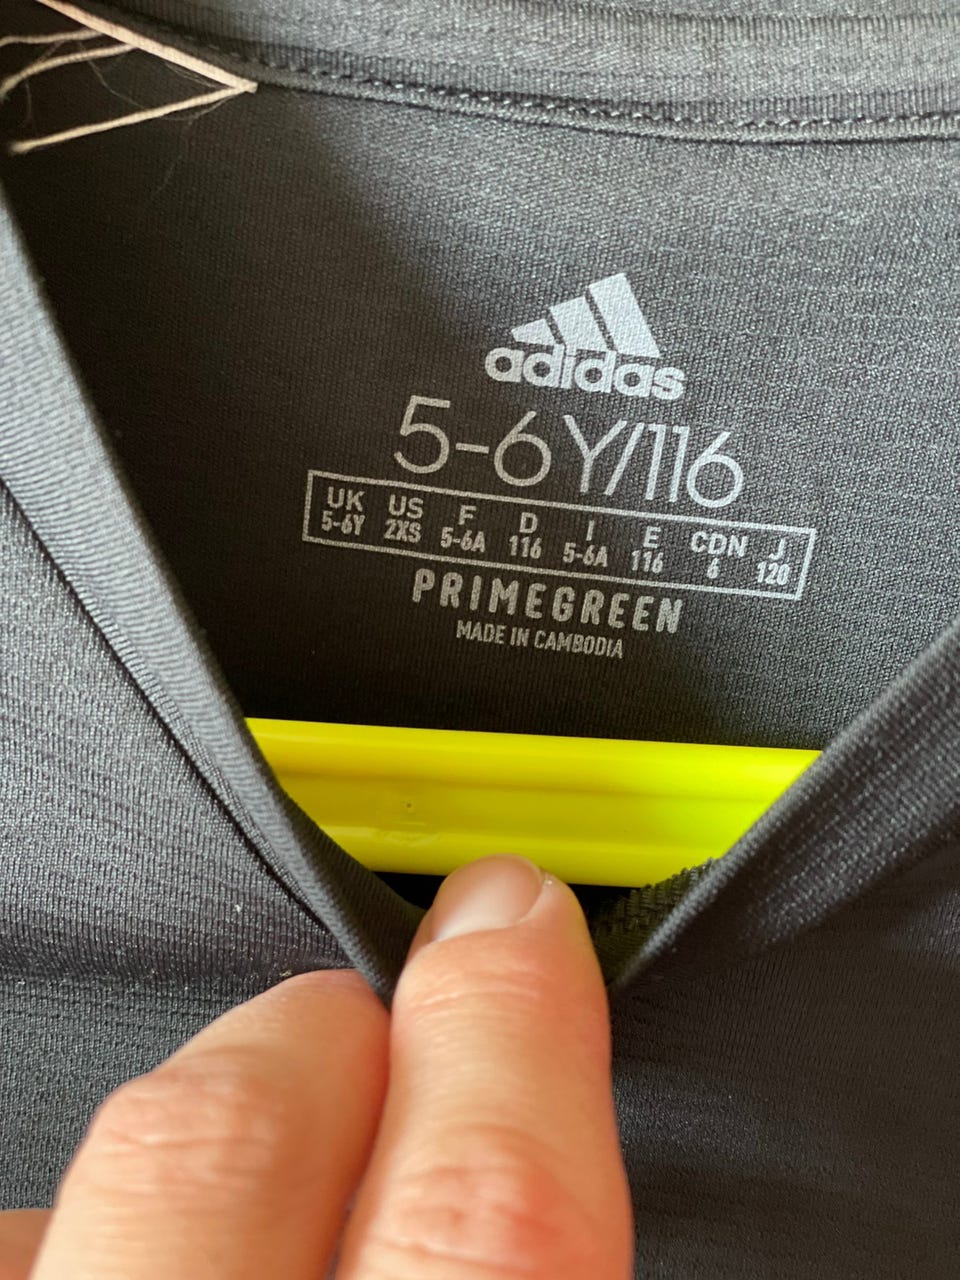 adidas
5-6Y/116
UK US F D I E CDN J
5-6Y 2XS 5-6A 116 5-6A 116 6 120
PRIMEGREEN
MADE IN CAMBODIA